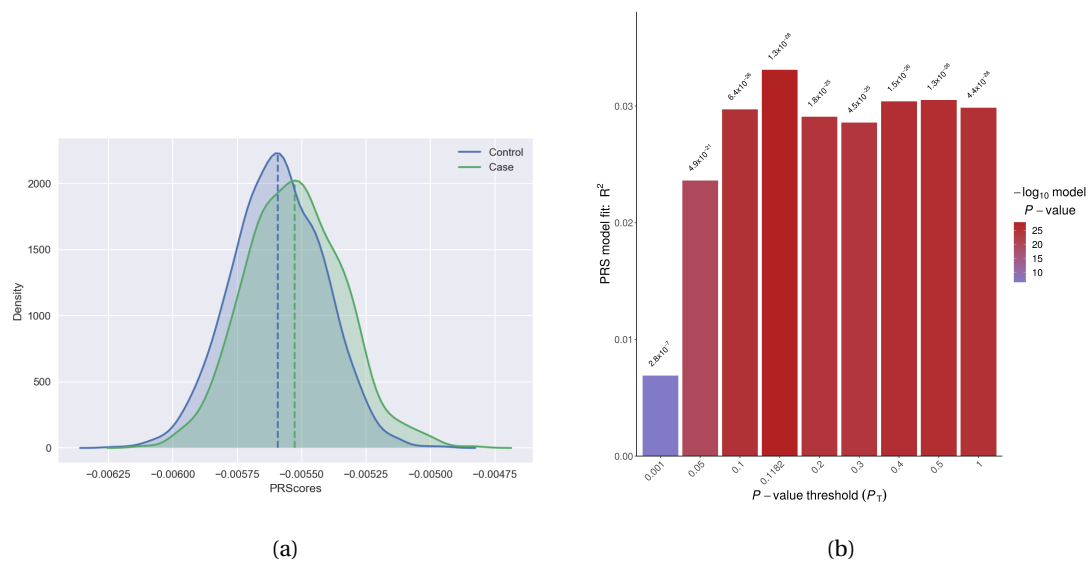 Control
Case
2000
1500
1000
500
0
Density
−0.00625 −0.00600 −0.00575 −0.00550 −0.00525 −0.00500 −0.00475
PRScores
(a)
2.8x10⁻⁷
4.9x10⁻²¹
6.4x10⁻²⁶
1.3x10⁻²⁸
1.8x10⁻²⁵
4.5x10⁻²⁵
1.5x10⁻²⁶
1.3x10⁻²⁶
4.4x10⁻²⁶
0.03
0.02
0.01
0.00
PRS model fit: R²
0.001 0.05 0.1 0.1182 0.2 0.3 0.4 0.5 1
P − value threshold (P_T)
− log₁₀ model
P − value
25
20
15
10
(b)